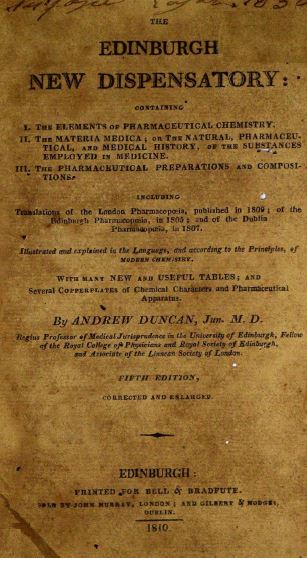 THE
EDINBURGH
NEW DISPENSATORY:
CONTAINING
I. THE ELEMENTS OF PHARMACEUTICAL CHEMISTRY.
II. THE MATERIA MEDICA; OR THE NATURAL, PHARMACEU-
TICAL, AND MEDICAL HISTORY, OF THE SUBSTANCES
EMPLOYED IN MEDICINE.
III. THE PHARMACEUTICAL PREPARATIONS AND COMPOSI-
TIONS.
INCLUDING
Translations of the London Pharmacopœia, published in 1809; of the
Edinburgh Pharmacopœia, in 1805; and of the Dublin
Pharmacopœia, in 1807.
Illustrated and explained in the Language, and according to the Principles, of
MODERN CHEMISTRY.
WITH MANY NEW AND USEFUL TABLES; AND
Several COPPERPLATES of Chemical Characters and Pharmaceutical
Apparatus.
By ANDREW DUNCAN, Jun. M. D.
Regius Professor of Medical Jurisprudence in the University of Edinburgh, Fellow
of the Royal College of Physicians and Royal Society of Edinburgh,
and Associate of the Linnean Society of London.
FIFTH EDITION,
CORRECTED AND ENLARGED.
EDINBURGH:
PRINTED FOR BELL & BRADFUTE.
SOLD BY JOHN MURRAY, LONDON; AND GILBERT & HODGES,
DUBLIN.
1810